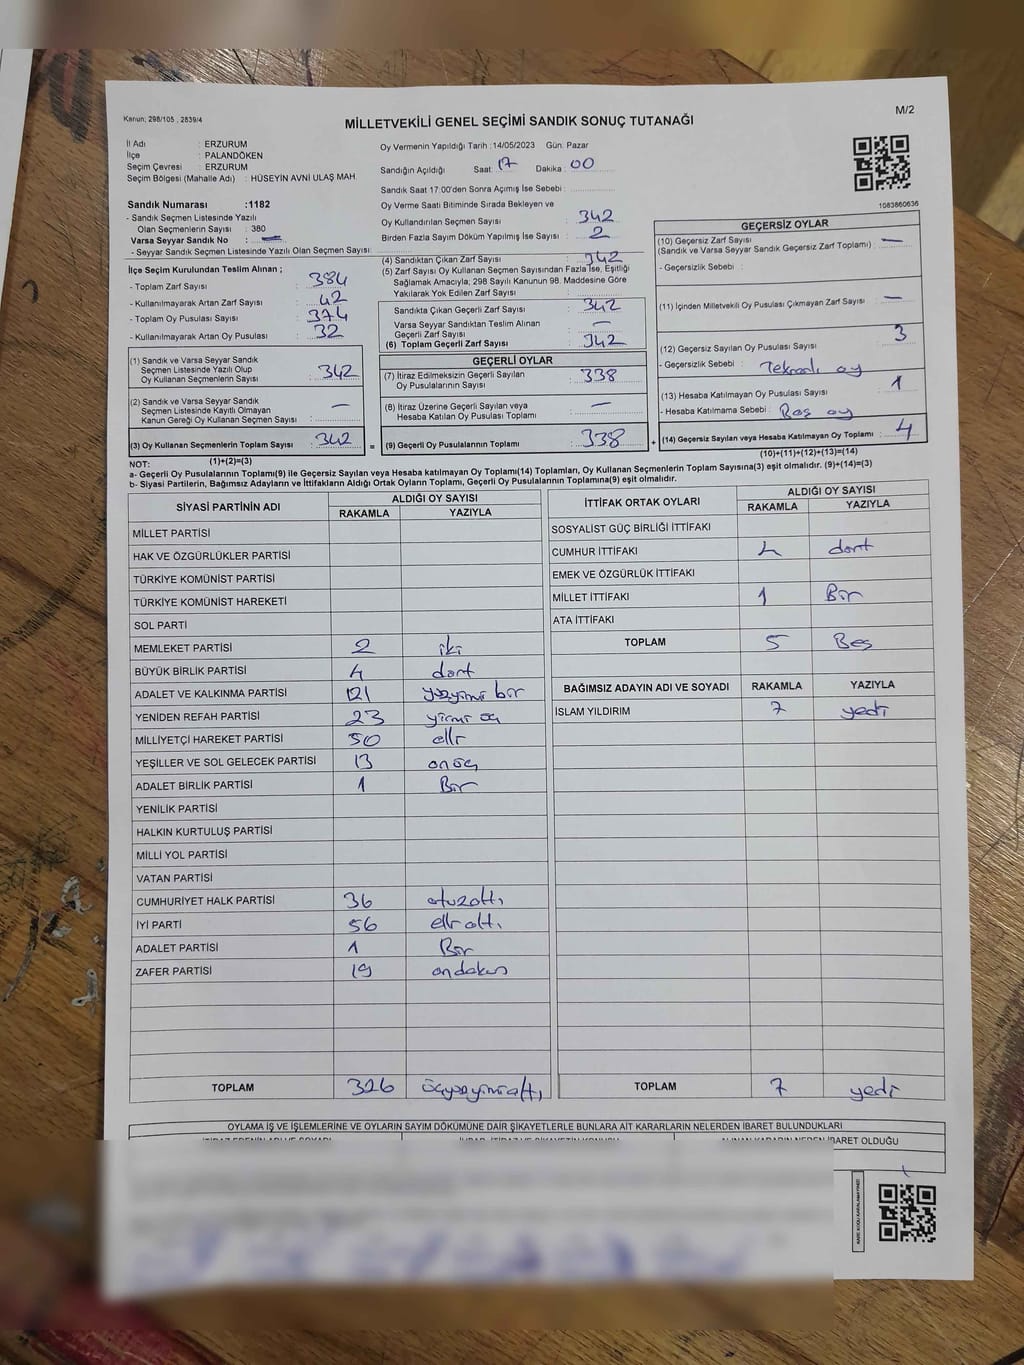 Kanun; 298/105 , 2839/4
M/2
MİLLETVEKİLİ GENEL SEÇİMİ SANDIK SONUÇ TUTANAĞI
İl Adı : ERZURUM
İlçe : PALANDÖKEN
Seçim Çevresi : ERZURUM
Seçim Bölgesi (Mahalle Adı) : HÜSEYİN AVNİ ULAŞ MAH.
Sandık Numarası :1182
- Sandık Seçmen Listesinde Yazılı
Olan Seçmenlerin Sayısı : 380
Varsa Seyyar Sandık No :
- Seyyar Sandık Seçmen Listesinde Yazılı Olan Seçmen Sayısı:
Oy Vermenin Yapıldığı Tarih :14/05/2023 Gün. Pazar
Sandığın Açıldığı Saat: 17 Dakika : 00
Sandık Saat 17:00'den Sonra Açılmış İse Sebebi :
Oy Verme Saati Bitiminde Sırada Bekleyen ve
Oy Kullandırılan Seçmen Sayısı : 342
Birden Fazla Sayım Döküm Yapılmış İse Sayısı : 2
1083860636
İlçe Seçim Kurulundan Teslim Alınan ;
- Toplam Zarf Sayısı : 384
- Kullanılmayarak Artan Zarf Sayısı : 42
- Toplam Oy Pusulası Sayısı : 374
- Kullanılmayarak Artan Oy Pusulası : 32
(1) Sandık ve Varsa Seyyar Sandık
Seçmen Listesinde Yazılı Olup
Oy Kullanan Seçmenlerin Sayısı : 342
(2) Sandık ve Varsa Seyyar Sandık
Seçmen Listesinde Kayıtlı Olmayan
Kanun Gereği Oy Kullanan Seçmen Sayısı : —
(3) Oy Kullanan Seçmenlerin Toplam Sayısı : 342
(4) Sandıktan Çıkan Zarf Sayısı : 342
(5) Zarf Sayısı Oy Kullanan Seçmen Sayısından Fazla İse, Eşitliği
Sağlamak Amacıyla; 298 Sayılı Kanunun 98. Maddesine Göre
Yakılarak Yok Edilen Zarf Sayısı :
Sandıkta Çıkan Geçerli Zarf Sayısı : 342
Varsa Seyyar Sandıktan Teslim Alınan
Geçerli Zarf Sayısı : —
(6) Toplam Geçerli Zarf Sayısı : 342
GEÇERLİ OYLAR
(7) İtiraz Edilmeksizin Geçerli Sayılan
Oy Pusulalarının Sayısı : 338
(8) İtiraz Üzerine Geçerli Sayılan veya
Hesaba Katılan Oy Pusulası Toplamı : —
= (9) Geçerli Oy Pusulalarının Toplamı : 338 +
GEÇERSİZ OYLAR
(10) Geçersiz Zarf Sayısı
(Sandık ve Varsa Seyyar Sandık Geçersiz Zarf Toplamı) : —
- Geçersizlik Sebebi :
(11) İçinden Milletvekili Oy Pusulası Çıkmayan Zarf Sayısı : —
(12) Geçersiz Sayılan Oy Pusulası Sayısı : 3
- Geçersizlik Sebebi : oy
(13) Hesaba Katılmayan Oy Pusulası Sayısı : 1
- Hesaba Katılmama Sebebi : Boş oy
(14) Geçersiz Sayılan veya Hesaba Katılmayan Oy Toplamı : 4
(1)+(2)=(3)
(10)+(11)+(12)+(13)=(14)
NOT:
a- Geçerli Oy Pusulalarının Toplamı(9) ile Geçersiz Sayılan veya Hesaba katılmayan Oy Toplamı(14) Toplamları, Oy Kullanan Seçmenlerin Toplam Sayısına(3) eşit olmalıdır. (9)+(14)=(3)
b- Siyasi Partilerin, Bağımsız Adayların ve İttifakların Aldığı Ortak Oyların Toplamı, Geçerli Oy Pusulalarının Toplamına(9) eşit olmalıdır.
SİYASİ PARTİNİN ADI ALDIĞI OY SAYISI
RAKAMLA YAZIYLA
MİLLET PARTİSİ
HAK VE ÖZGÜRLÜKLER PARTİSİ
TÜRKİYE KOMÜNİST PARTİSİ
TÜRKİYE KOMÜNİST HAREKETİ
SOL PARTİ
MEMLEKET PARTİSİ 2 iki
BÜYÜK BİRLİK PARTİSİ 4 dört
ADALET VE KALKINMA PARTİSİ 121 yüzyirmi bir
YENİDEN REFAH PARTİSİ 23 yirmi üç
MİLLİYETÇİ HAREKET PARTİSİ 50 elli
YEŞİLLER VE SOL GELECEK PARTİSİ 13 onüç
ADALET BİRLİK PARTİSİ 1 Bir
YENİLİK PARTİSİ
HALKIN KURTULUŞ PARTİSİ
MİLLİ YOL PARTİSİ
VATAN PARTİSİ
CUMHURİYET HALK PARTİSİ 36 otuzaltı
İYİ PARTİ 56 elli altı
ADALET PARTİSİ 1 Bir
ZAFER PARTİSİ 19 ondokuz
TOPLAM 326 üçyüzyirmialtı
İTTİFAK ORTAK OYLARI ALDIĞI OY SAYISI
RAKAMLA YAZIYLA
SOSYALİST GÜÇ BİRLİĞİ İTTİFAKI
CUMHUR İTTİFAKI 4 dört
EMEK VE ÖZGÜRLÜK İTTİFAKI
MİLLET İTTİFAKI 1 Bir
ATA İTTİFAKI
TOPLAM 5 Beş
BAĞIMSIZ ADAYIN ADI VE SOYADI RAKAMLA YAZIYLA
İSLAM YILDIRIM 7 yedi
TOPLAM 7 yedi
OYLAMA İŞ VE İŞLEMLERİNE VE OYLARIN SAYIM DÖKÜMÜNE DAİR ŞİKAYETLERLE BUNLARA AİT KARARLARIN NELERDEN İBARET BULUNDUKLARI
İBARET OLDUĞU
KARE KODU KARALAMAYINIZ!